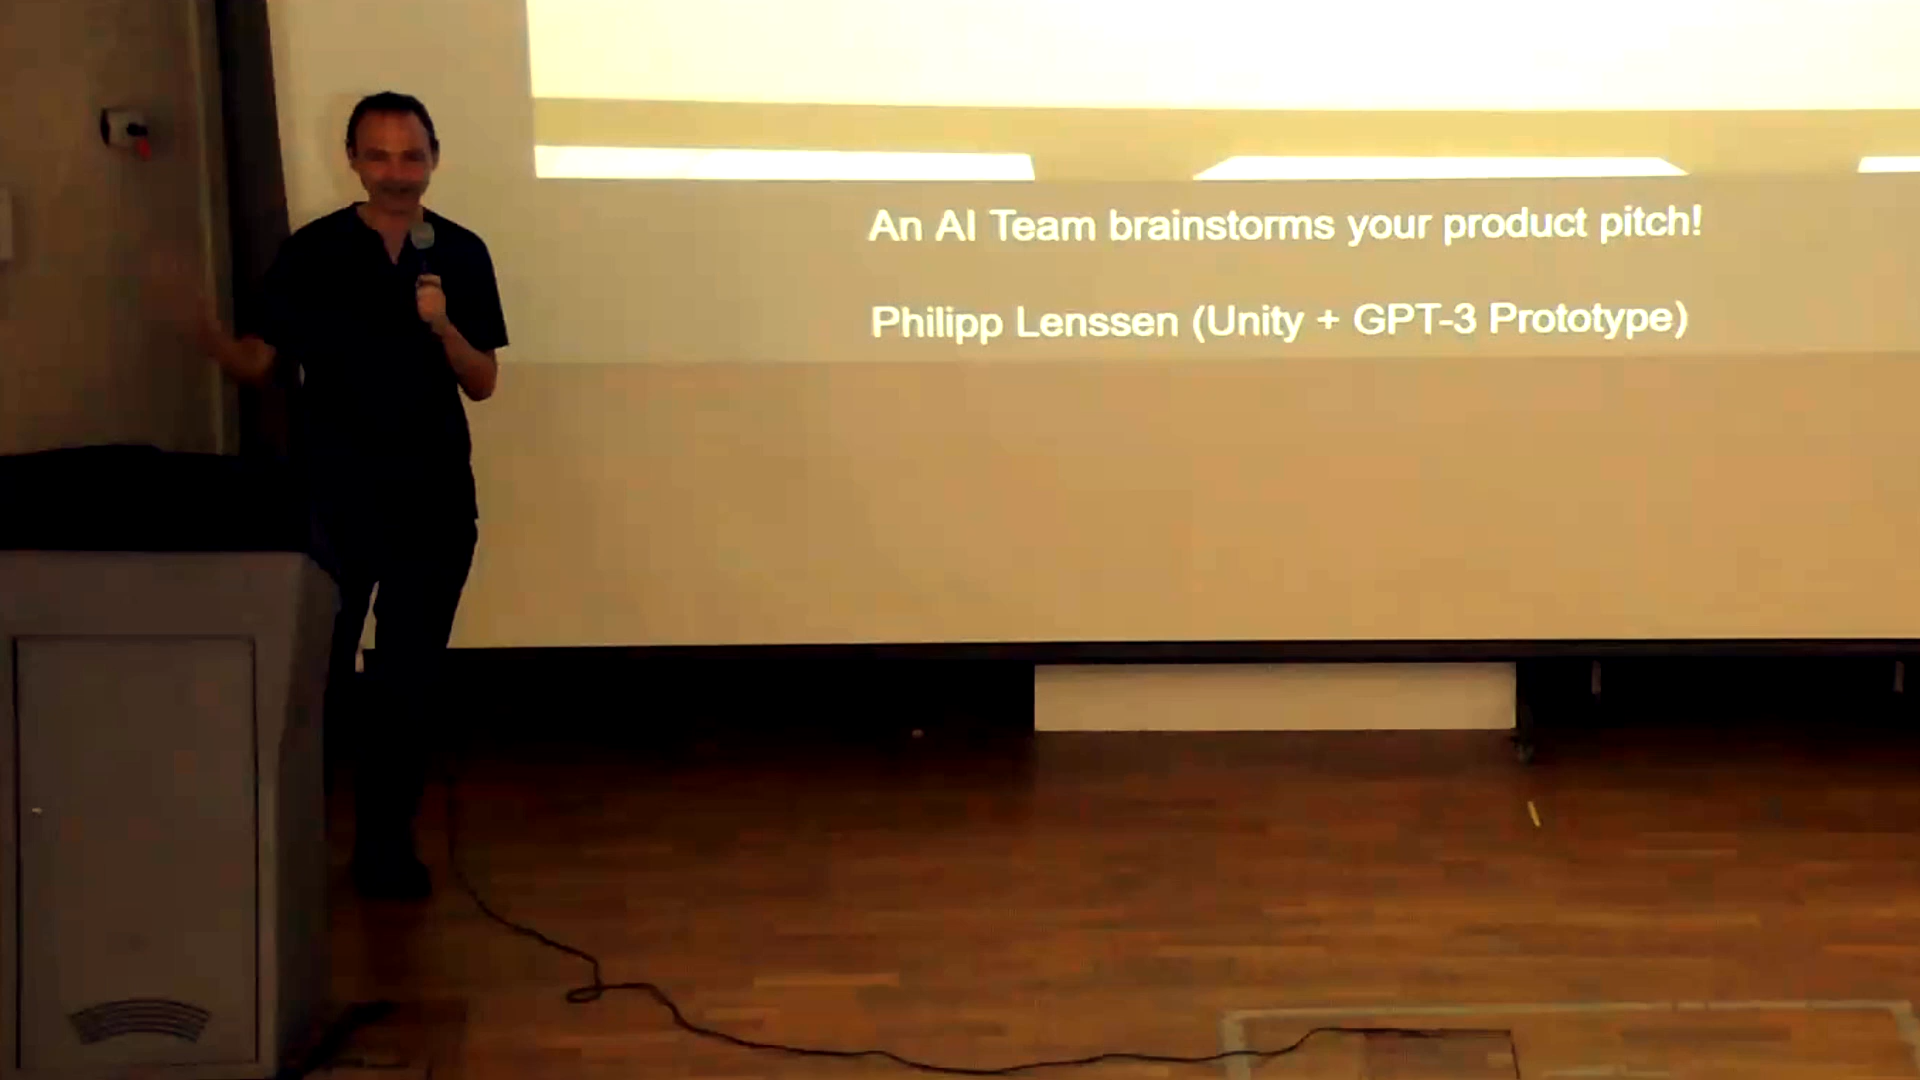 An AI Team brainstorms your product pitch!
Philipp Lenssen (Unity + GPT-3 Prototype)